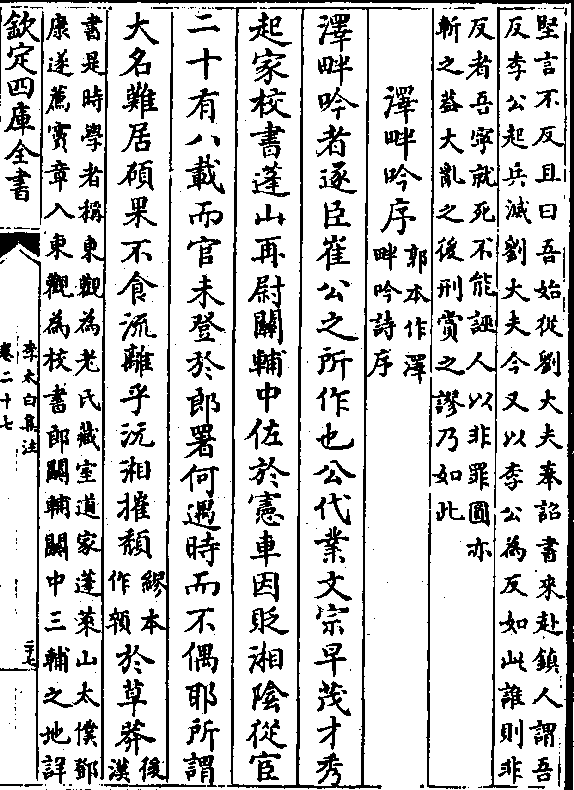 堅言不反且曰吾始從劉大夫奉詔書來赴鎮人謂吾
反李公起兵滅劉大夫今又以李公為反如此誰則非
反者吾寧就死不能誣人以非罪圓亦
斬之益大亂之後刑賞之謬乃如此
澤畔吟序郭本作澤
畔吟詩序
澤畔吟者逐臣崔公之所作也公代業文宗早茂才秀
起家校書蓬山再尉關輔中佐於憲車因貶湘陰從宦
二十有八載而官未登於郎署何遇時而不偶耶所謂
大名難居碩果不食流離乎沅湘摧頹繆本
作顇於草莽後
漢
書是時學者稱東觀為老氏藏室道家蓬萊山太僕鄧
康遂薦竇章入東觀為校書郎關輔關中三輔之地詳
欽定四庫全書
李太白集注
卷二十七
二七